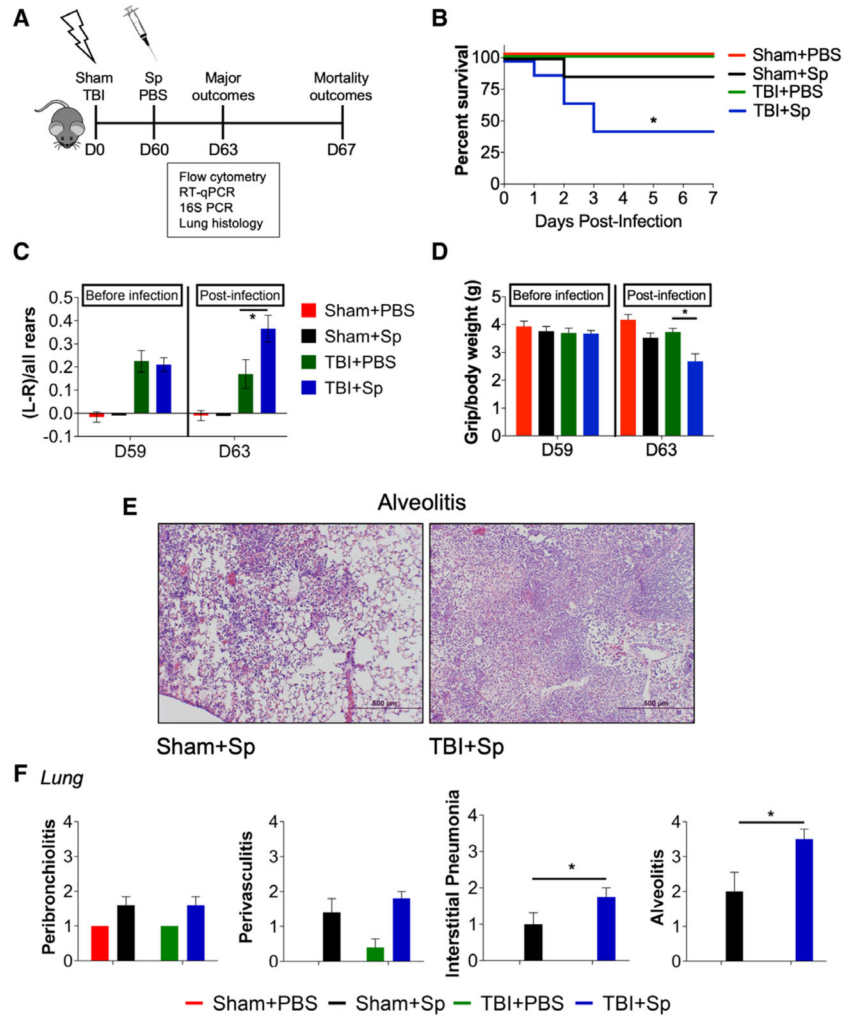 A
Sham
TBI
Sp
PBS
Major
outcomes
Mortality
outcomes
D0
D60
D63
D67
Flow cytometry
RT-qPCR
16S PCR
Lung histology
B
Percent survival
100
75
50
25
0
*
0 1 2 3 4 5 6 7
Days Post-Infection
Sham+PBS
Sham+Sp
TBI+PBS
TBI+Sp
C
(L-R)/all rears
0.5
0.4
0.3
0.2
0.1
0.0
-0.1
Before infection
Post-infection
*
D59
D63
Sham+PBS
Sham+Sp
TBI+PBS
TBI+Sp
D
Grip/body weight (g)
5
4
3
2
1
0
Before infection
Post-infection
*
D59
D63
E
Alveolitis
500 µm
500 µm
Sham+Sp
TBI+Sp
F
Lung
Peribronchiolitis
4
3
2
1
0
Perivasculitis
4
3
2
1
0
Interstitial Pneumonia
4
3
2
1
0
*
Alveolitis
4
3
2
1
0
*
Sham+PBS Sham+Sp TBI+PBS TBI+Sp